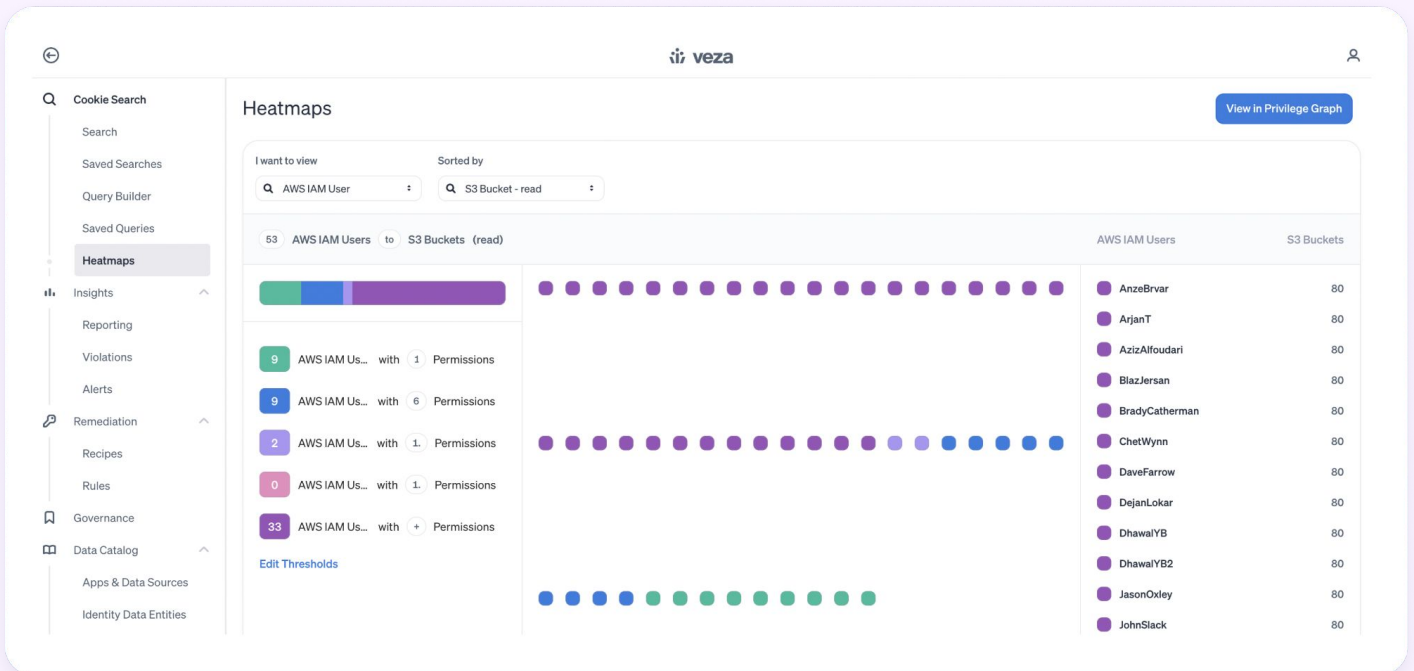 veza
Cookie Search
Search
Saved Searches
Query Builder
Saved Queries
Heatmaps
Insights
Reporting
Violations
Alerts
Remediation
Recipes
Rules
Governance
Data Catalog
Apps & Data Sources
Identity Data Entities
Heatmaps
View in Privilege Graph
I want to view
Sorted by
AWS IAM User
S3 Bucket - read
53 AWS IAM Users to S3 Buckets (read)
AWS IAM Users S3 Buckets
9 AWS IAM Us... with 1 Permissions
9 AWS IAM Us... with 6 Permissions
2 AWS IAM Us... with 1. Permissions
0 AWS IAM Us... with 1. Permissions
33 AWS IAM Us... with + Permissions
Edit Thresholds
AnzeBrvar 80
ArjanT 80
AzizAlfoudari 80
BlazJersan 80
BradyCatherman 80
ChetWynn 80
DaveFarrow 80
DejanLokar 80
DhawalYB 80
DhawalYB2 80
JasonOxley 80
JohnSlack 80